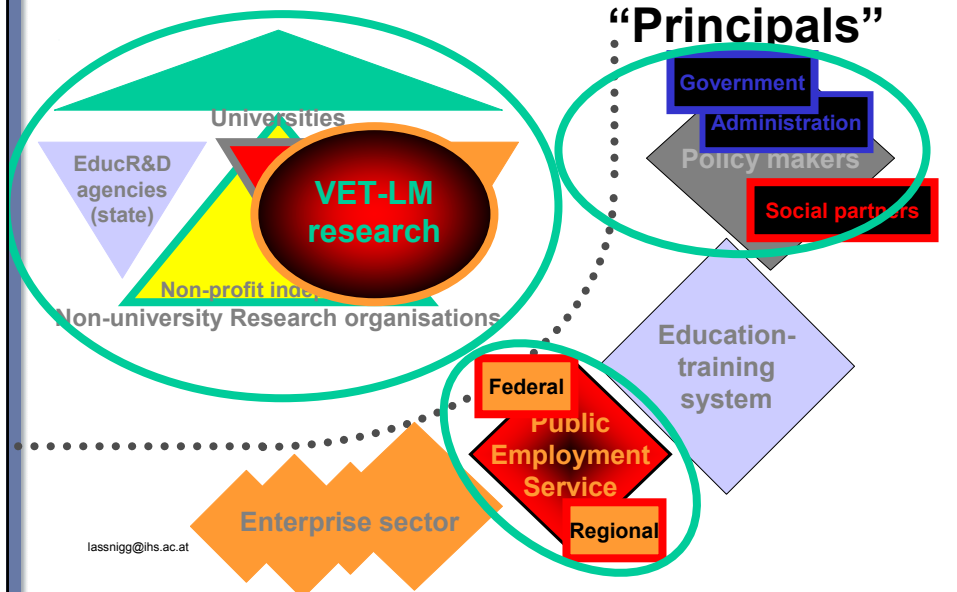 “Principals”
Government
Administration
Policy makers
Social partners
Universities
EducR&D
agencies
(state)
VET-LM
research
Non-profit
Non-university Research organisations
Education-
training
system
Federal
Public
Employment
Service
Regional
Enterprise sector
lassnigg@ihs.ac.at